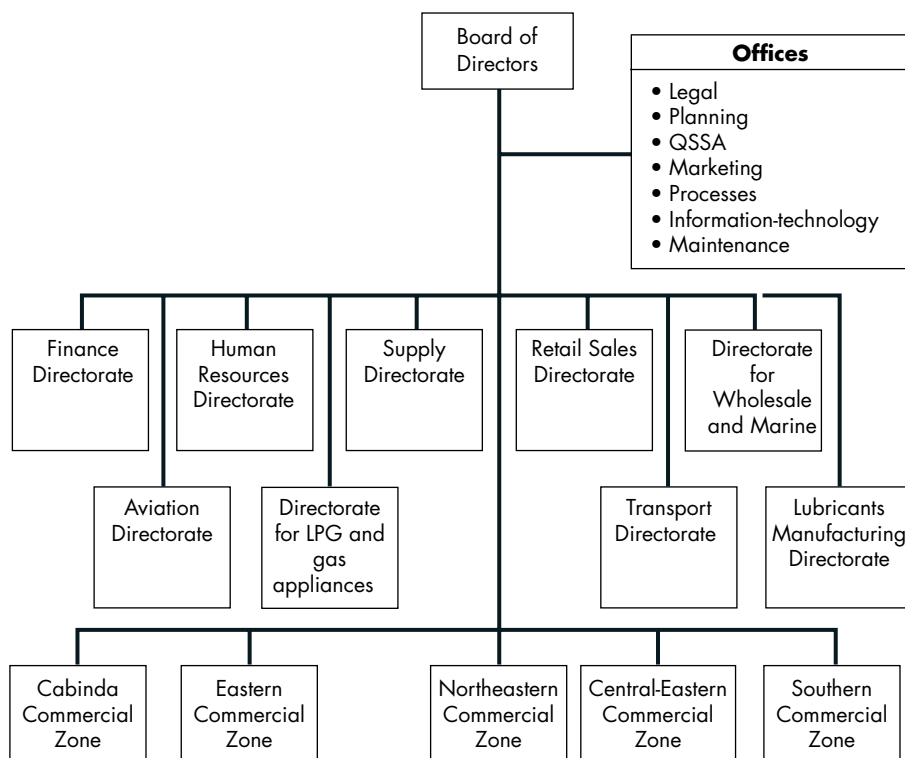 Board of
Directors
Offices
• Legal
• Planning
• QSSA
• Marketing
• Processes
• Information-technology
• Maintenance
Finance
Directorate
Human
Resources
Directorate
Supply
Directorate
Retail Sales
Directorate
Directorate
for
Wholesale
and Marine
Aviation
Directorate
Directorate
for LPG and
gas
appliances
Transport
Directorate
Lubricants
Manufacturing
Directorate
Cabinda
Commercial
Zone
Eastern
Commercial
Zone
Northeastern
Commercial
Zone
Central-Eastern
Commercial
Zone
Southern
Commercial
Zone